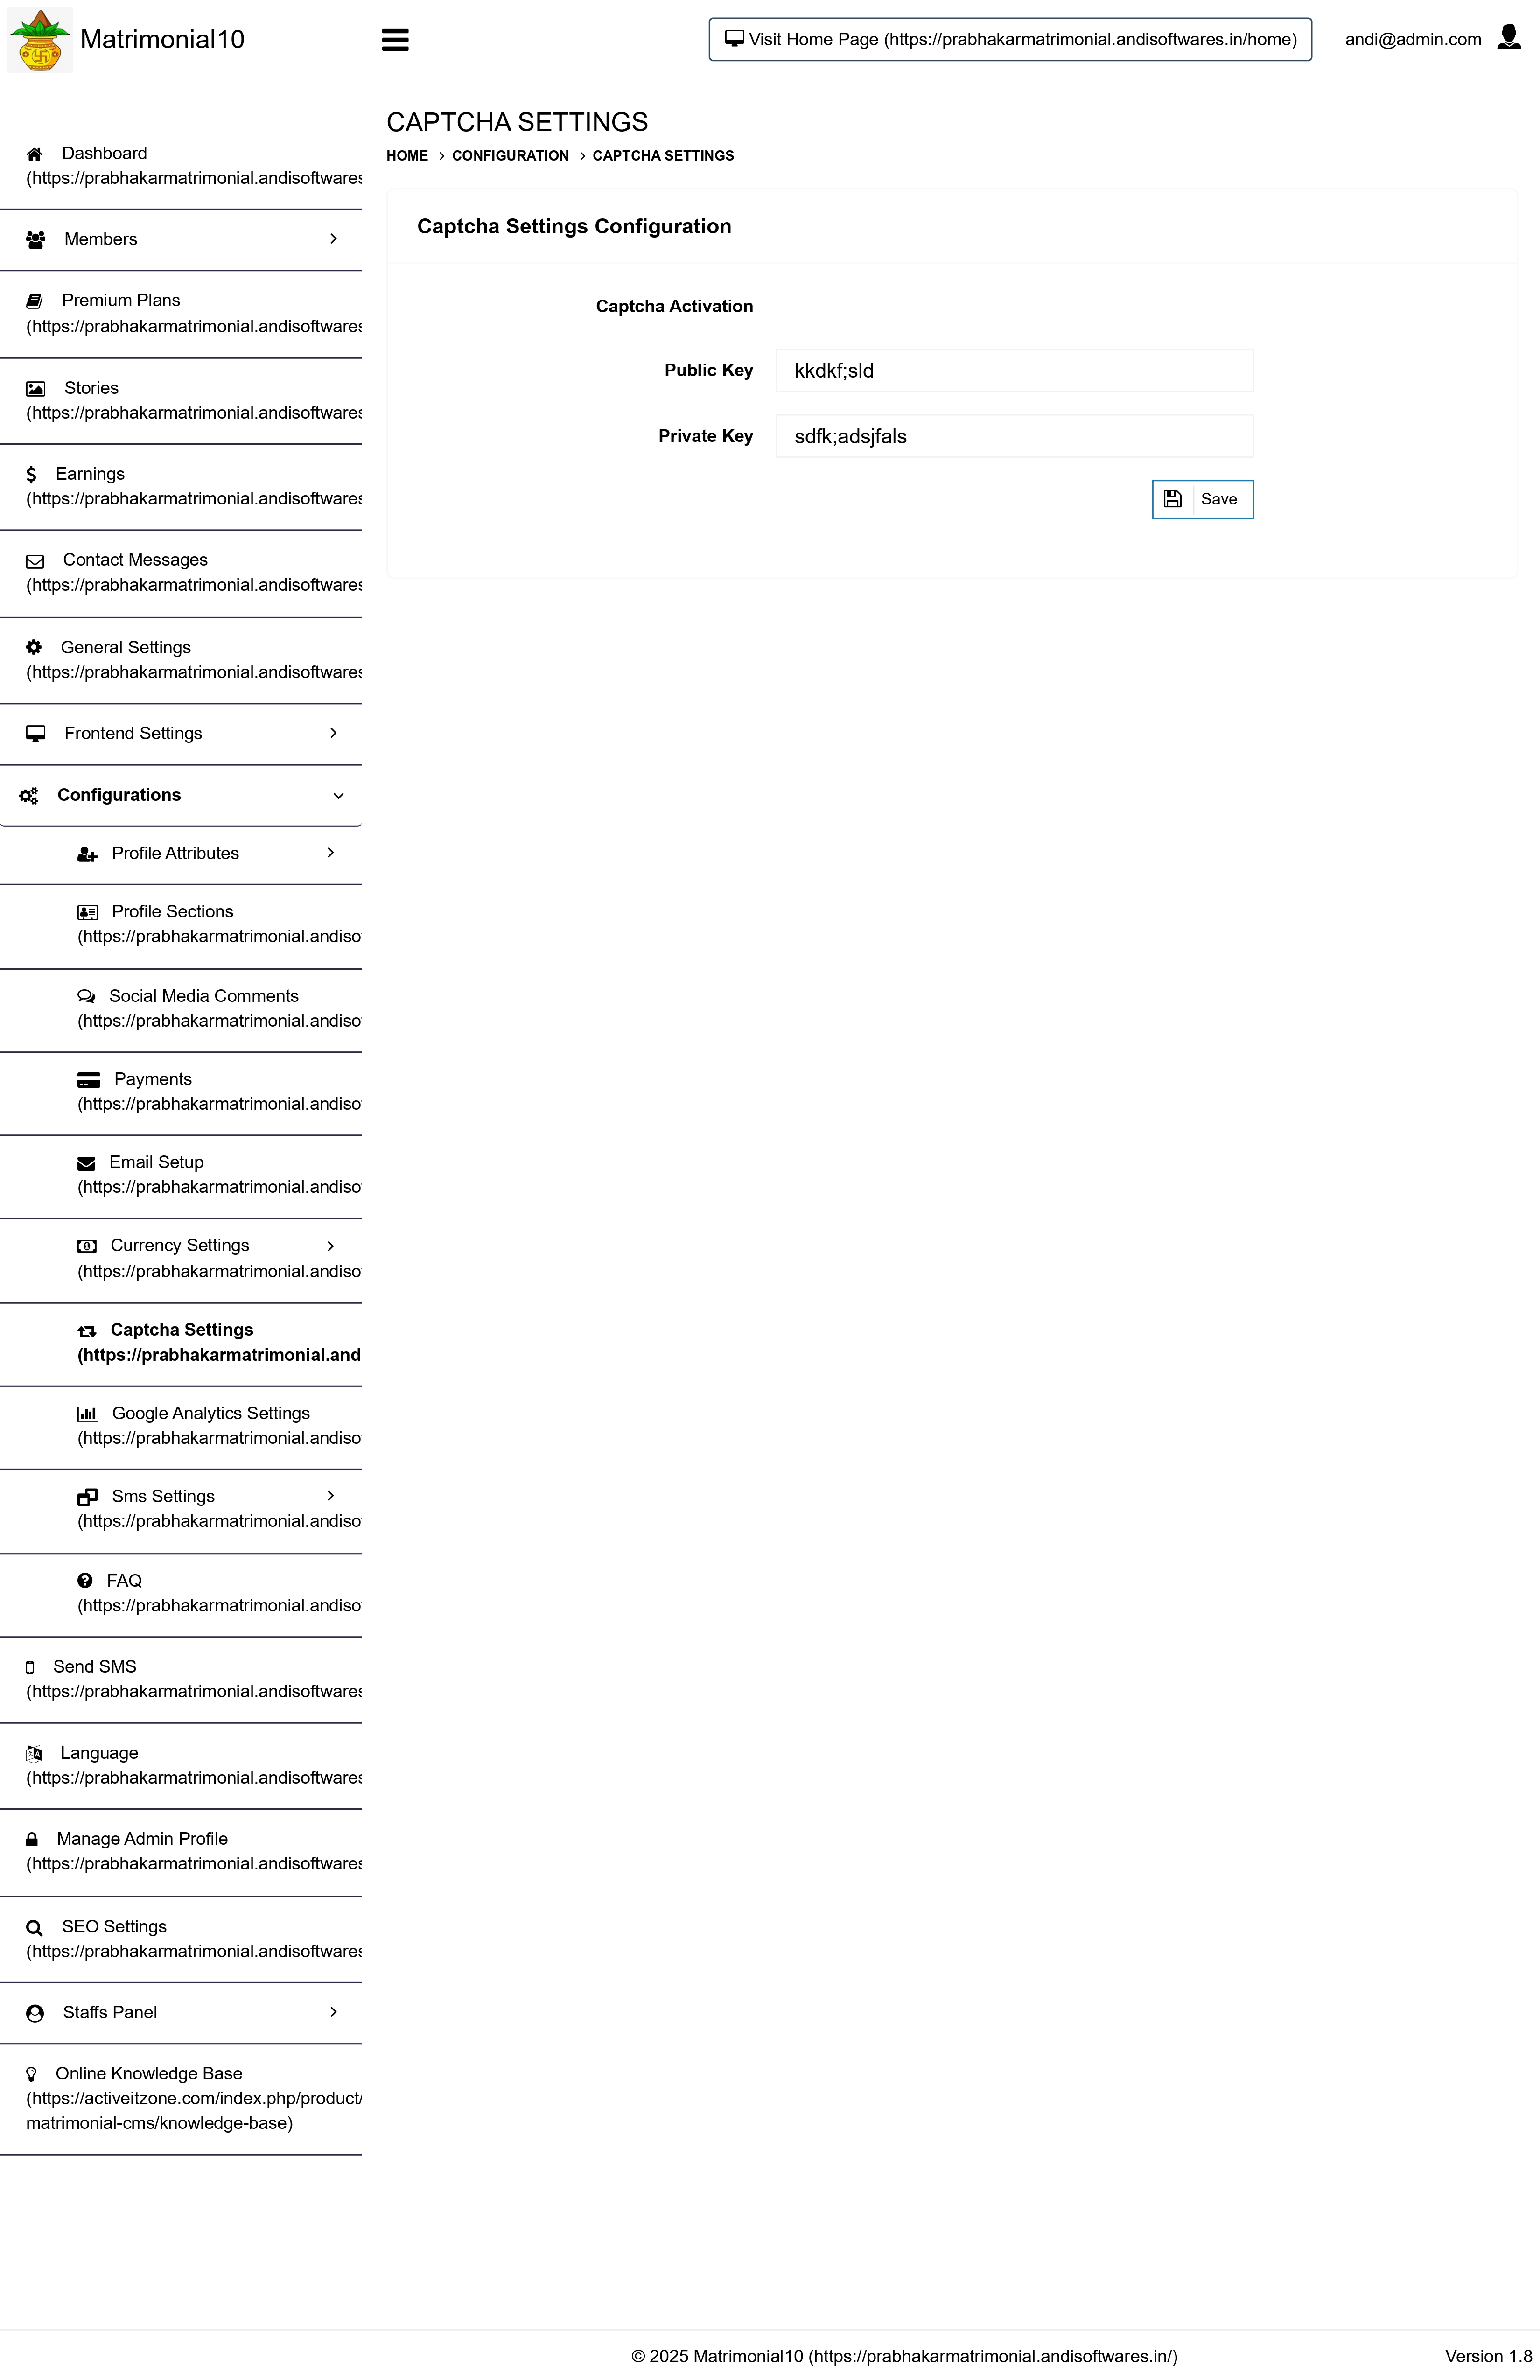 Matrimonial10
Visit Home Page (https://prabhakarmatrimonial.andisoftwares.in/home)
andi@admin.com
CAPTCHA SETTINGS
HOME > CONFIGURATION > CAPTCHA SETTINGS
Captcha Settings Configuration
Captcha Activation
Public Key
kkdkf;sld
Private Key
sdfk;adsjfals
Save
Dashboard
(https://prabhakarmatrimonial.andisoftwares
Members
Premium Plans
(https://prabhakarmatrimonial.andisoftwares
Stories
(https://prabhakarmatrimonial.andisoftwares
Earnings
(https://prabhakarmatrimonial.andisoftwares
Contact Messages
(https://prabhakarmatrimonial.andisoftwares
General Settings
(https://prabhakarmatrimonial.andisoftwares
Frontend Settings
Configurations
Profile Attributes
Profile Sections
(https://prabhakarmatrimonial.andiso
Social Media Comments
(https://prabhakarmatrimonial.andiso
Payments
(https://prabhakarmatrimonial.andiso
Email Setup
(https://prabhakarmatrimonial.andiso
Currency Settings
(https://prabhakarmatrimonial.andiso
Captcha Settings
(https://prabhakarmatrimonial.and
Google Analytics Settings
(https://prabhakarmatrimonial.andiso
Sms Settings
(https://prabhakarmatrimonial.andiso
FAQ
(https://prabhakarmatrimonial.andiso
Send SMS
(https://prabhakarmatrimonial.andisoftwares
Language
(https://prabhakarmatrimonial.andisoftwares
Manage Admin Profile
(https://prabhakarmatrimonial.andisoftwares
SEO Settings
(https://prabhakarmatrimonial.andisoftwares
Staffs Panel
Online Knowledge Base
(https://activeitzone.com/index.php/product/
matrimonial-cms/knowledge-base)
© 2025 Matrimonial10 (https://prabhakarmatrimonial.andisoftwares.in/)
Version 1.8